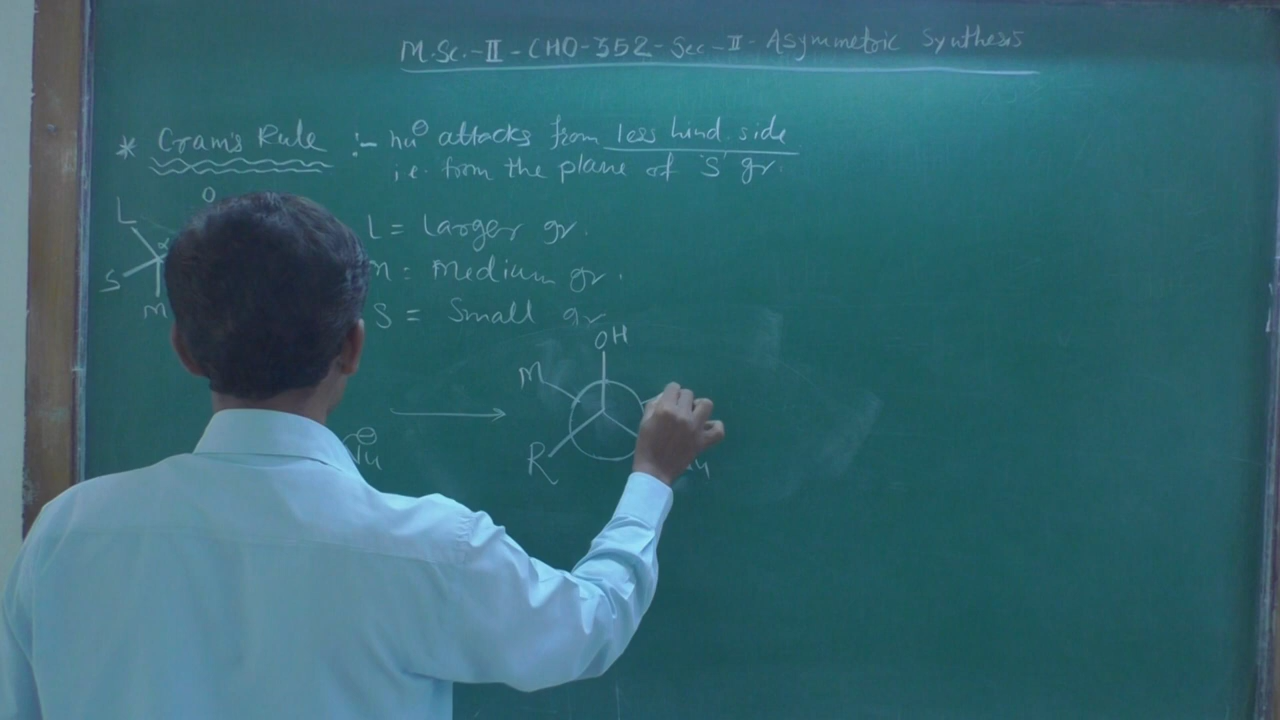 M.Sc.-II-CHO-352-Sec-II-Asymmetric Synthesis
* Cram's Rule :- nu⊖ attacks from less hind. side
i.e. from the plane of 'S' gr.
O
L
α
S
M
L = Larger gr.
m = medium gr.
S = Small gr
OH
M
R
Nu⊖